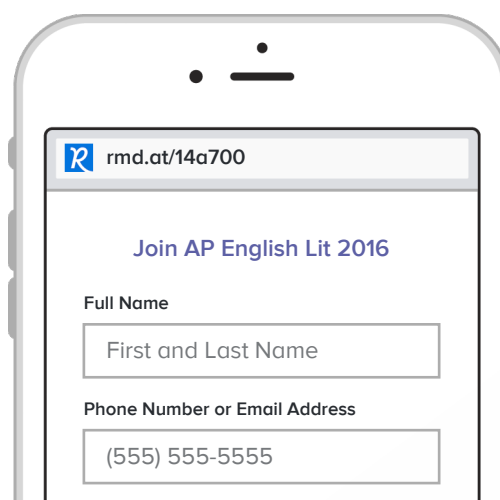 rmd.at/14a700
Join AP English Lit 2016
Full Name
First and Last Name
Phone Number or Email Address
(555) 555-5555